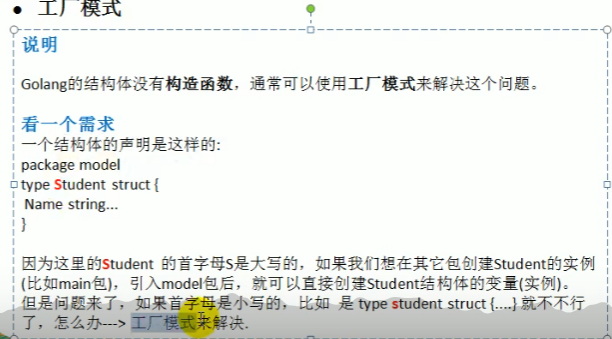 ● 工厂模式
说明
Golang的结构体没有构造函数，通常可以使用工厂模式来解决这个问题。
看一个需求
一个结构体的声明是这样的:
package model
type Student struct {
Name string...
}
因为这里的Student 的首字母S是大写的，如果我们想在其它包创建Student的实例
(比如main包)，引入model包后，就可以直接创建Student结构体的变量(实例)。
但是问题来了，如果首字母是小写的，比如 是 type student struct {....} 就不不行
了，怎么办---> 工厂模式来解决.